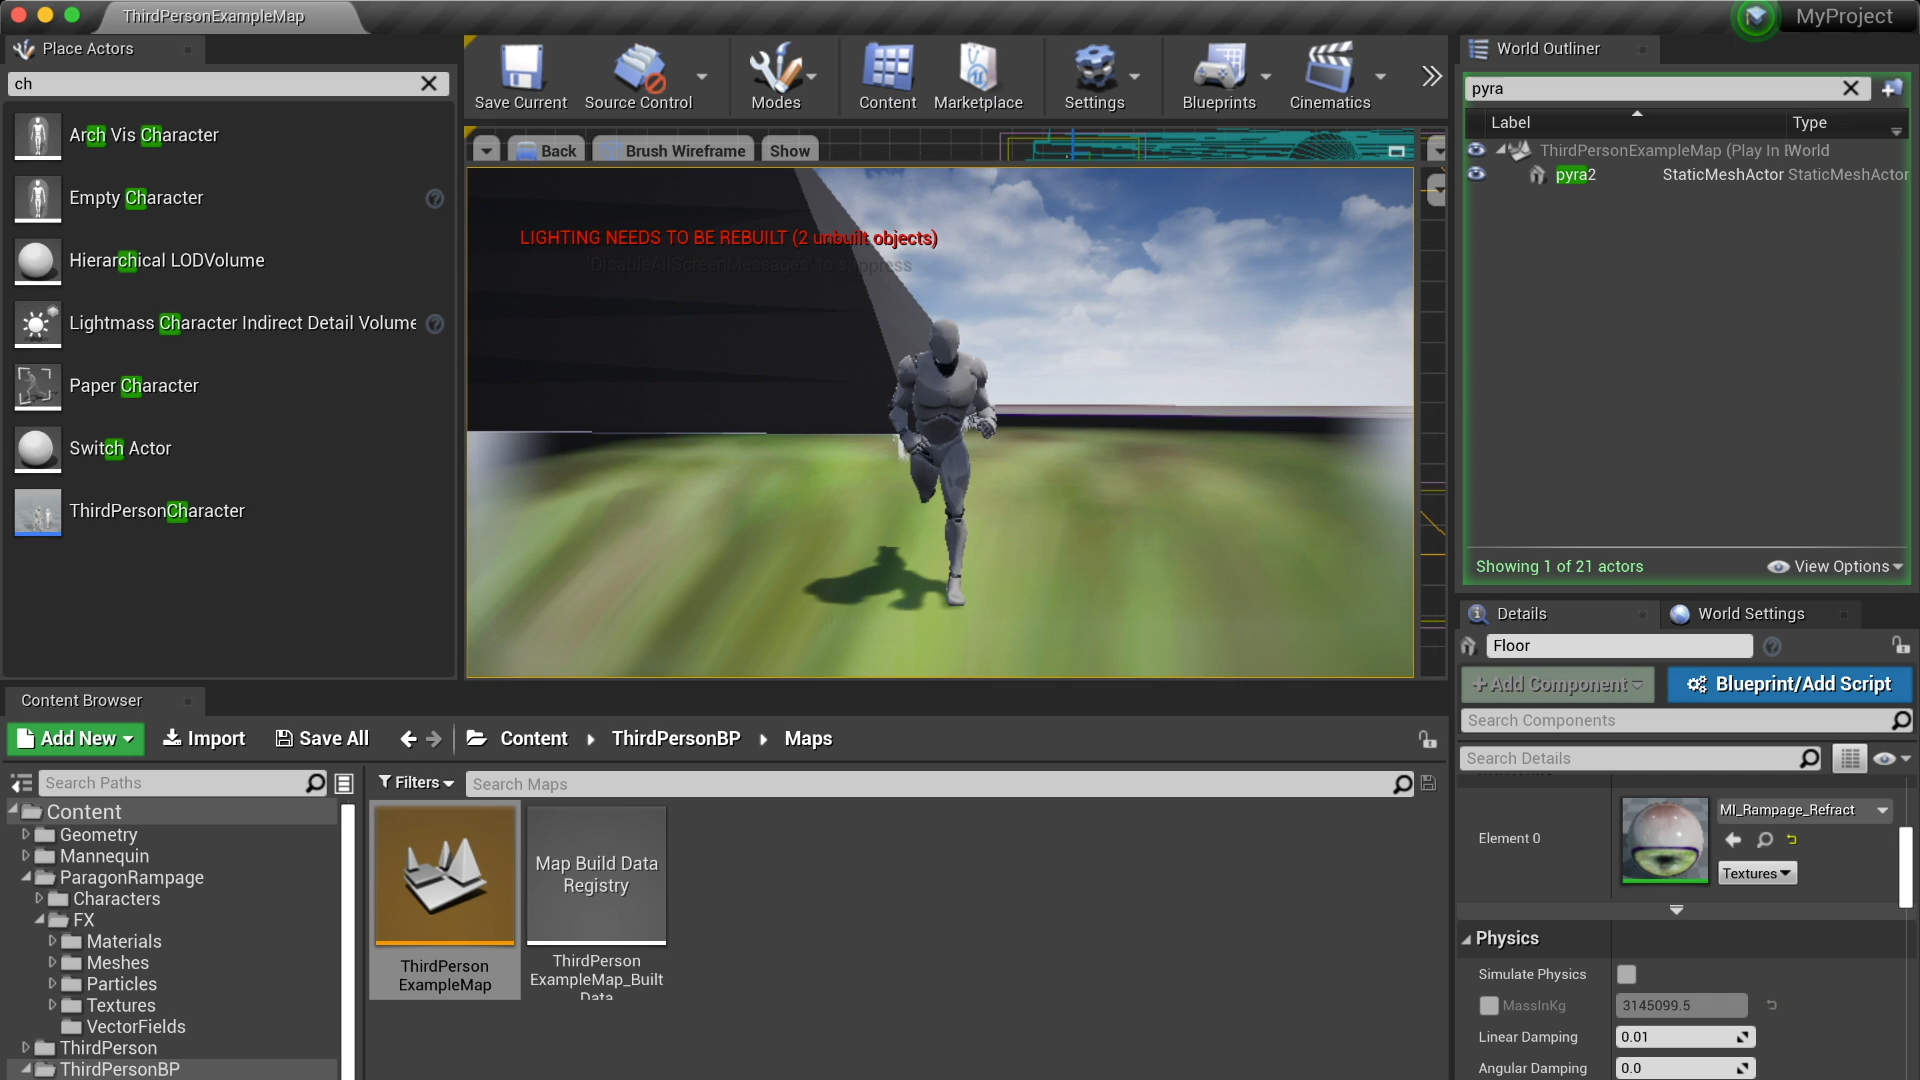 ThirdPersonExampleMap
MyProject
Place Actors
ch
Arch Vis Character
Empty Character
Hierarchical LODVolume
Lightmass Character Indirect Detail Volume
Paper Character
Switch Actor
ThirdPersonCharacter
Save Current
Source Control
Modes
Content
Marketplace
Settings
Blueprints
Cinematics
Back
Brush Wireframe
Show
LIGHTING NEEDS TO BE REBUILT (2 unbuilt objects)
'DisableAllScreenMessages' to suppress
World Outliner
pyra
Label
Type
ThirdPersonExampleMap (Play In
World
pyra2
StaticMeshActor
StaticMeshActor
Showing 1 of 21 actors
View Options
Details
World Settings
Floor
+ Add Component
Blueprint/Add Script
Search Components
Search Details
Element 0
MI_Rampage_Refract
Textures
Physics
Simulate Physics
MassInKg
3145099.5
Linear Damping
0.01
Angular Damping
0.0
Content Browser
Add New
Import
Save All
Content
ThirdPersonBP
Maps
Search Paths
Filters
Search Maps
Content
Geometry
Mannequin
ParagonRampage
Characters
FX
Materials
Meshes
Particles
Textures
VectorFields
ThirdPerson
ThirdPersonBP
ThirdPerson
ExampleMap
Map Build Data
Registry
ThirdPerson
ExampleMap_Built
Data